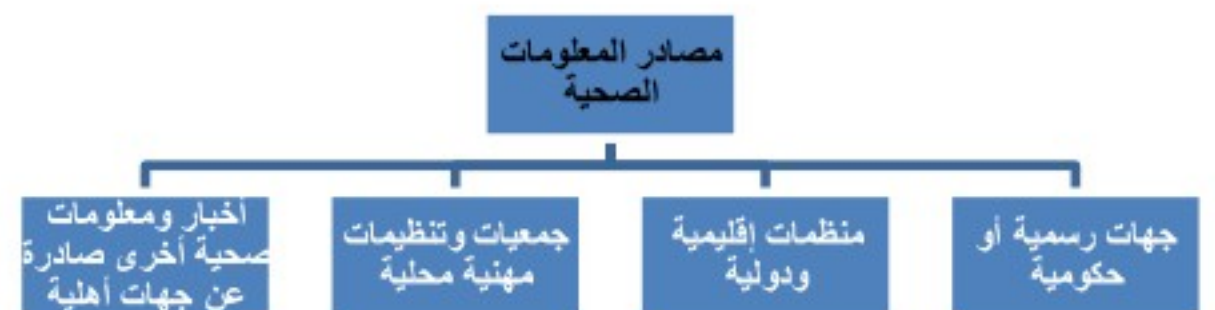 مصادر المعلومات
الصحية
جهات رسمية أو
حكومية
منظمات إقليمية
ودولية
جمعيات وتنظيمات
مهنية محلية
أخبار ومعلومات
صحية أخرى صادرة
عن جهات أهلية